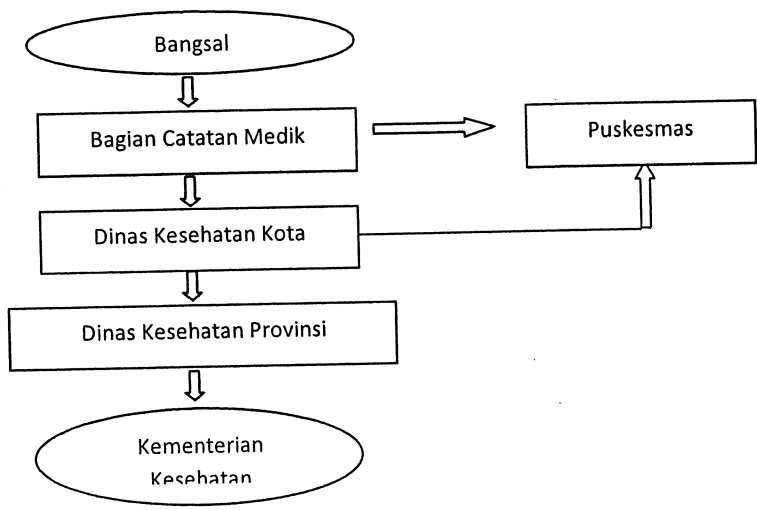 Bangsal
Bagian Catatan Medik
Puskesmas
Dinas Kesehatan Kota
Dinas Kesehatan Provinsi
Kementerian
Kesehatan